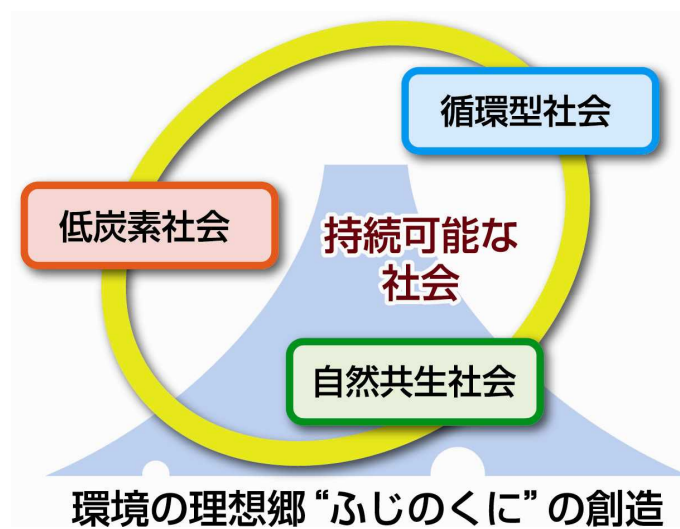 循環型社会
低炭素社会
持続可能な
社会
自然共生社会
環境の理想郷“ふじのくに”の創造